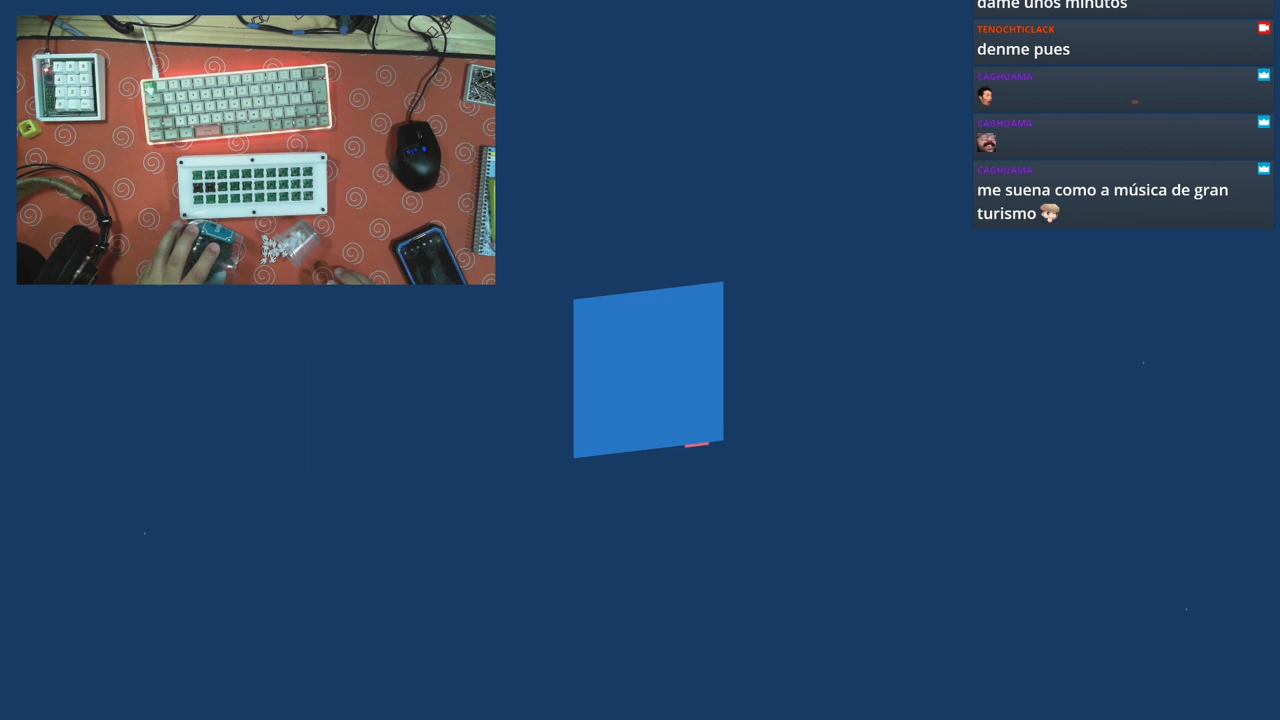 dame unos minutos
TENOCHTICLACK
denme pues
CAGHUAMA
CAGHUAMA
CAGHUAMA
me suena como a música de gran
turismo